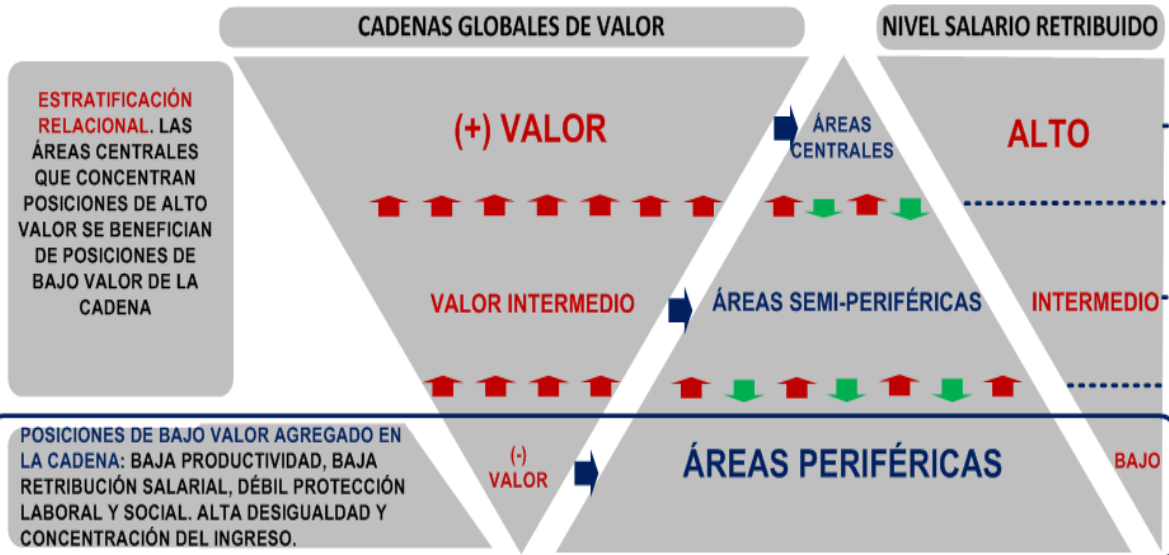 CADENAS GLOBALES DE VALOR
NIVEL SALARIO RETRIBUIDO
ESTRATIFICACIÓN
RELACIONAL. LAS
ÁREAS CENTRALES
QUE CONCENTRAN
POSICIONES DE ALTO
VALOR SE BENEFICIAN
DE POSICIONES DE
BAJO VALOR DE LA
CADENA
(+) VALOR
ÁREAS
CENTRALES
ALTO
VALOR INTERMEDIO
ÁREAS SEMI-PERIFÉRICAS
INTERMEDIO
POSICIONES DE BAJO VALOR AGREGADO EN
LA CADENA: BAJA PRODUCTIVIDAD, BAJA
RETRIBUCIÓN SALARIAL, DÉBIL PROTECCIÓN
LABORAL Y SOCIAL. ALTA DESIGUALDAD Y
CONCENTRACIÓN DEL INGRESO.
(-)
VALOR
ÁREAS PERIFÉRICAS
BAJO